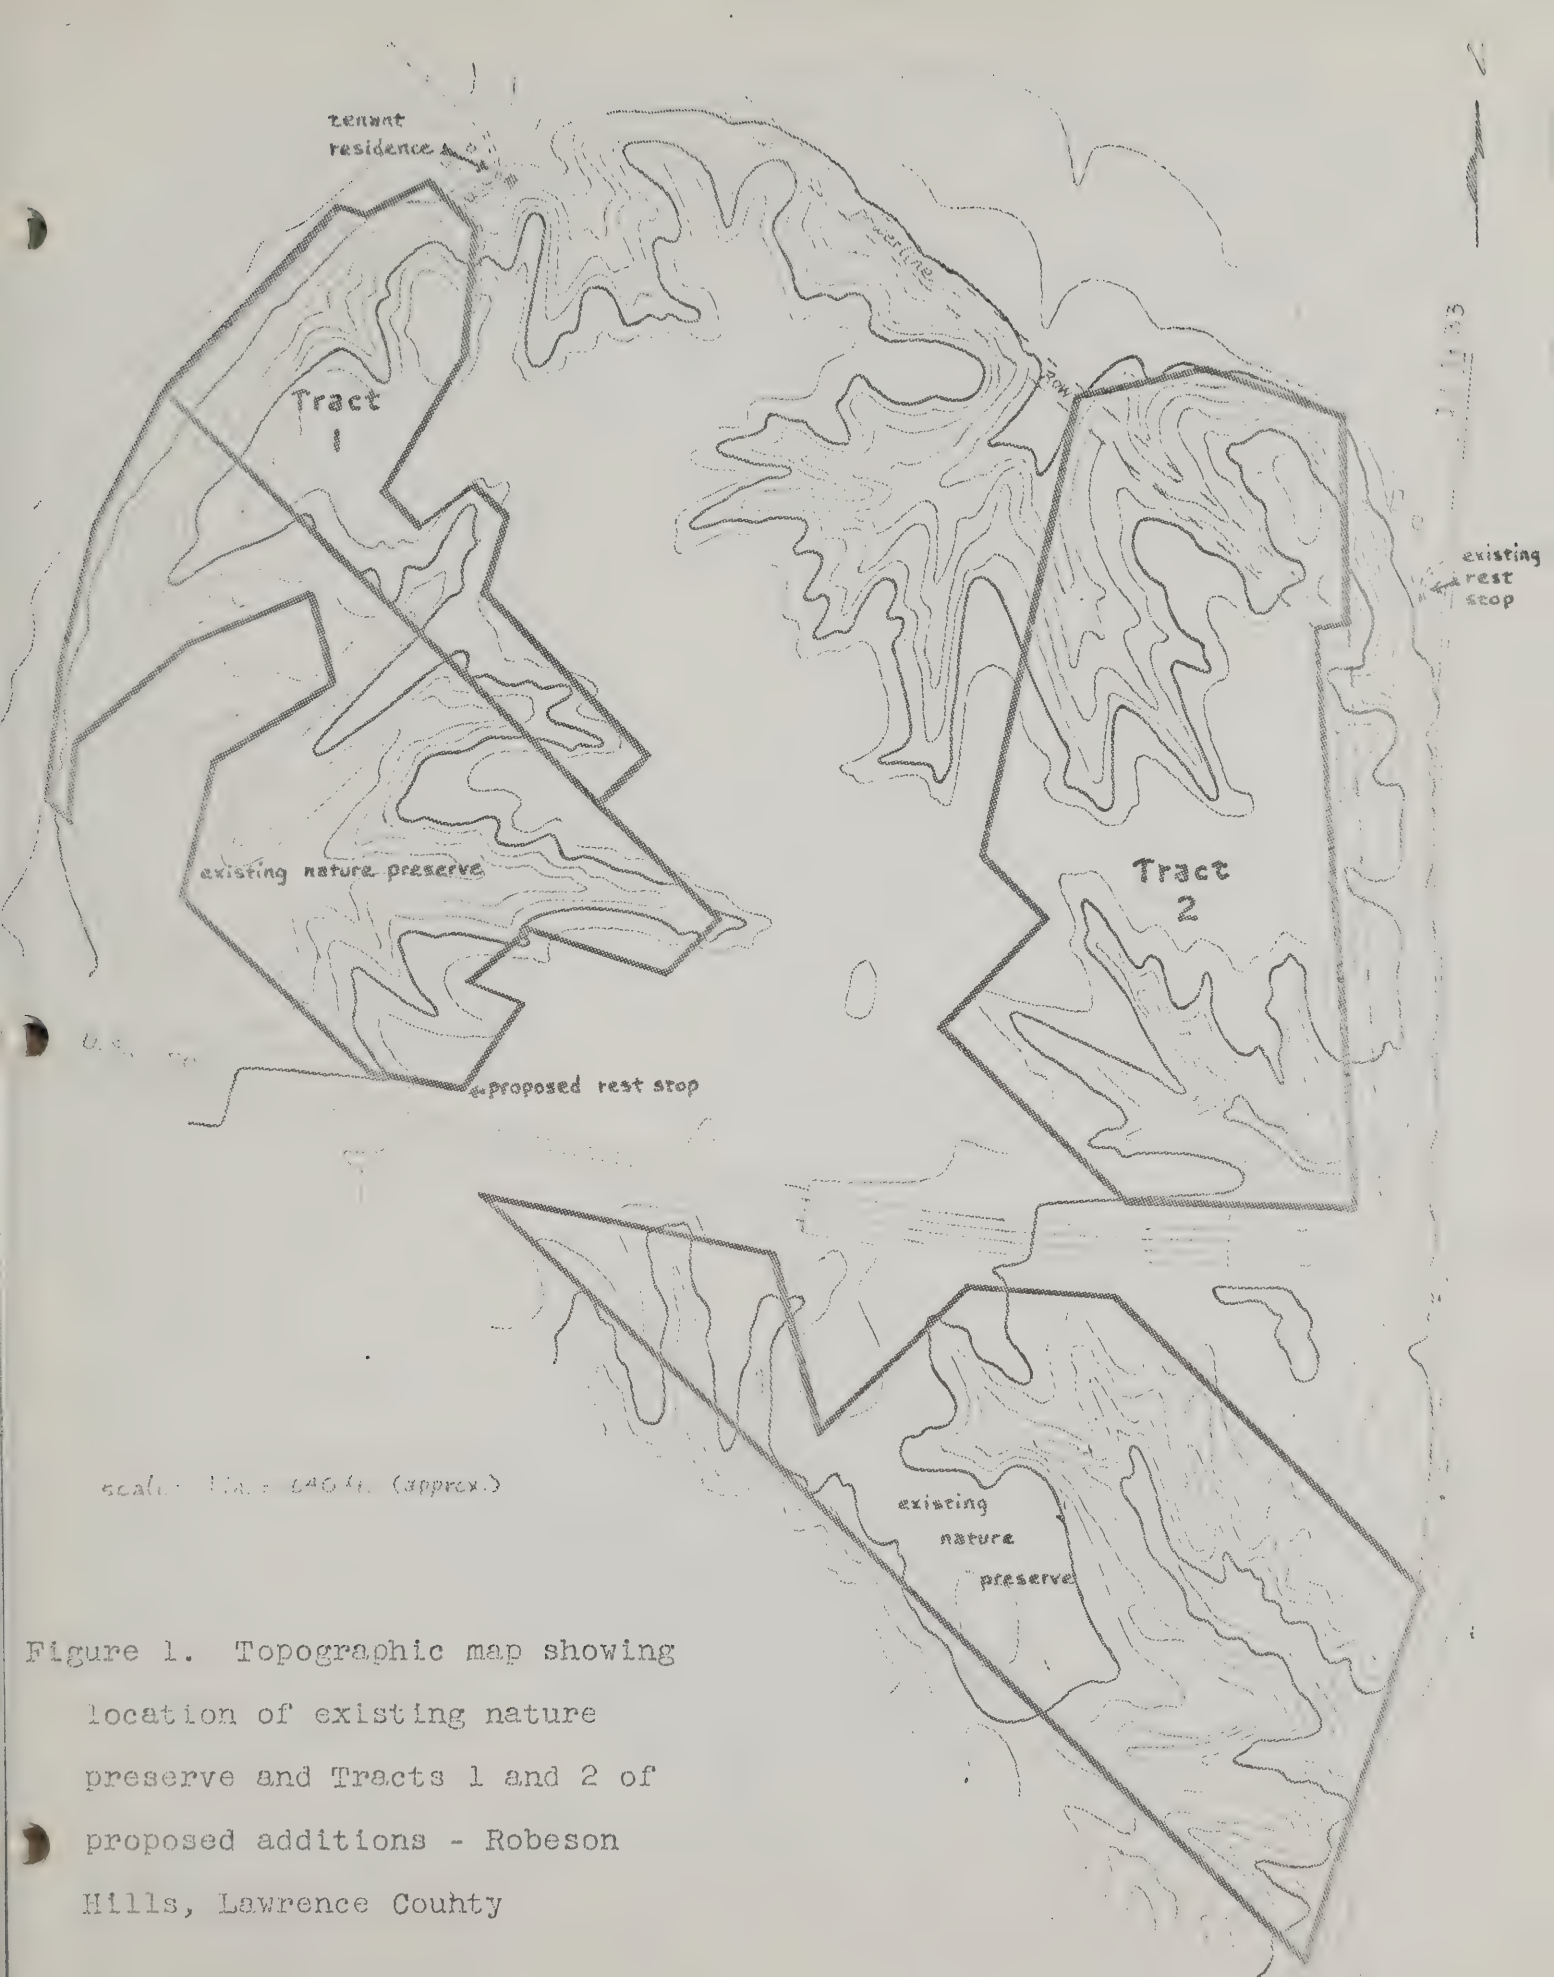 tenant
residence
powerline
ROW
Tract
1
existing
rest
stop
existing nature preserve
Tract
2
proposed rest stop
(approx.)
existing
nature
preserve
Figure 1. Topographic map showing
location of existing nature
preserve and Tracts 1 and 2 of
proposed additions - Robeson
Hills, Lawrence Couhty